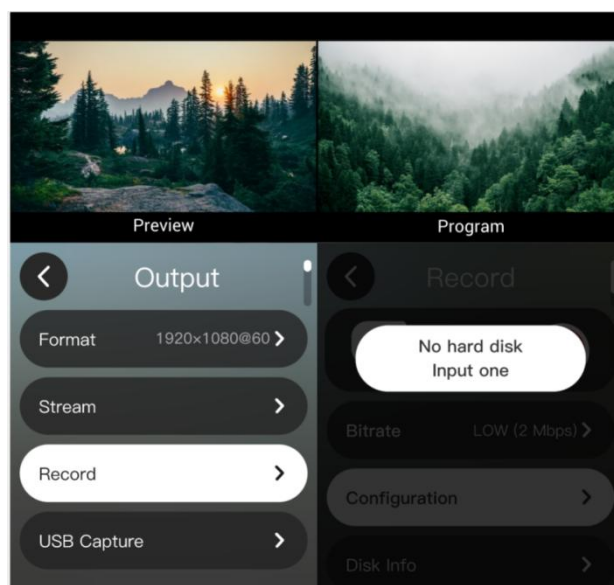 Preview
Program
Output
Format 1920×1080@60
Stream
Record
USB Capture
Record
No hard disk
Input one
Bitrate LOW (2 Mbps)
Configuration
Disk Info